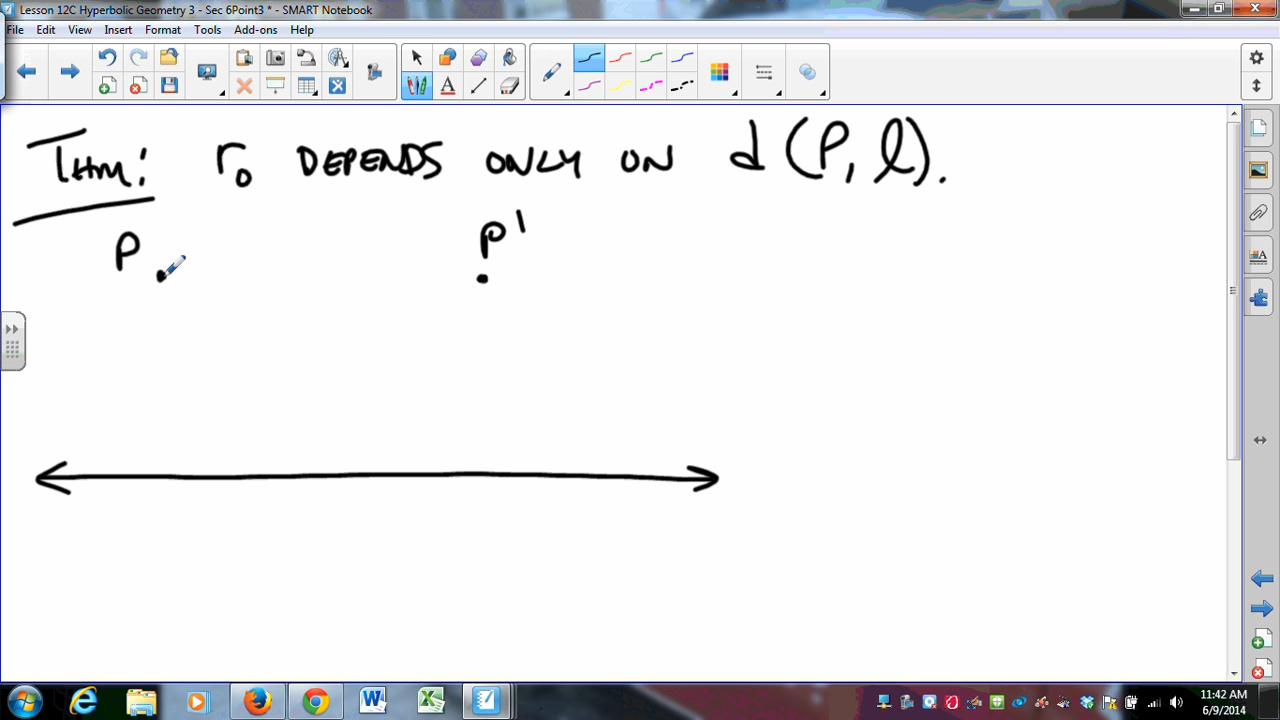 Lesson 12C Hyperbolic Geometry 3 - Sec 6Point3 * - SMART Notebook
File Edit View Insert Format Tools Add-ons Help
Thm: r₀ DEPENDS ONLY ON d(P, l).
P P'
11:42 AM
6/9/2014